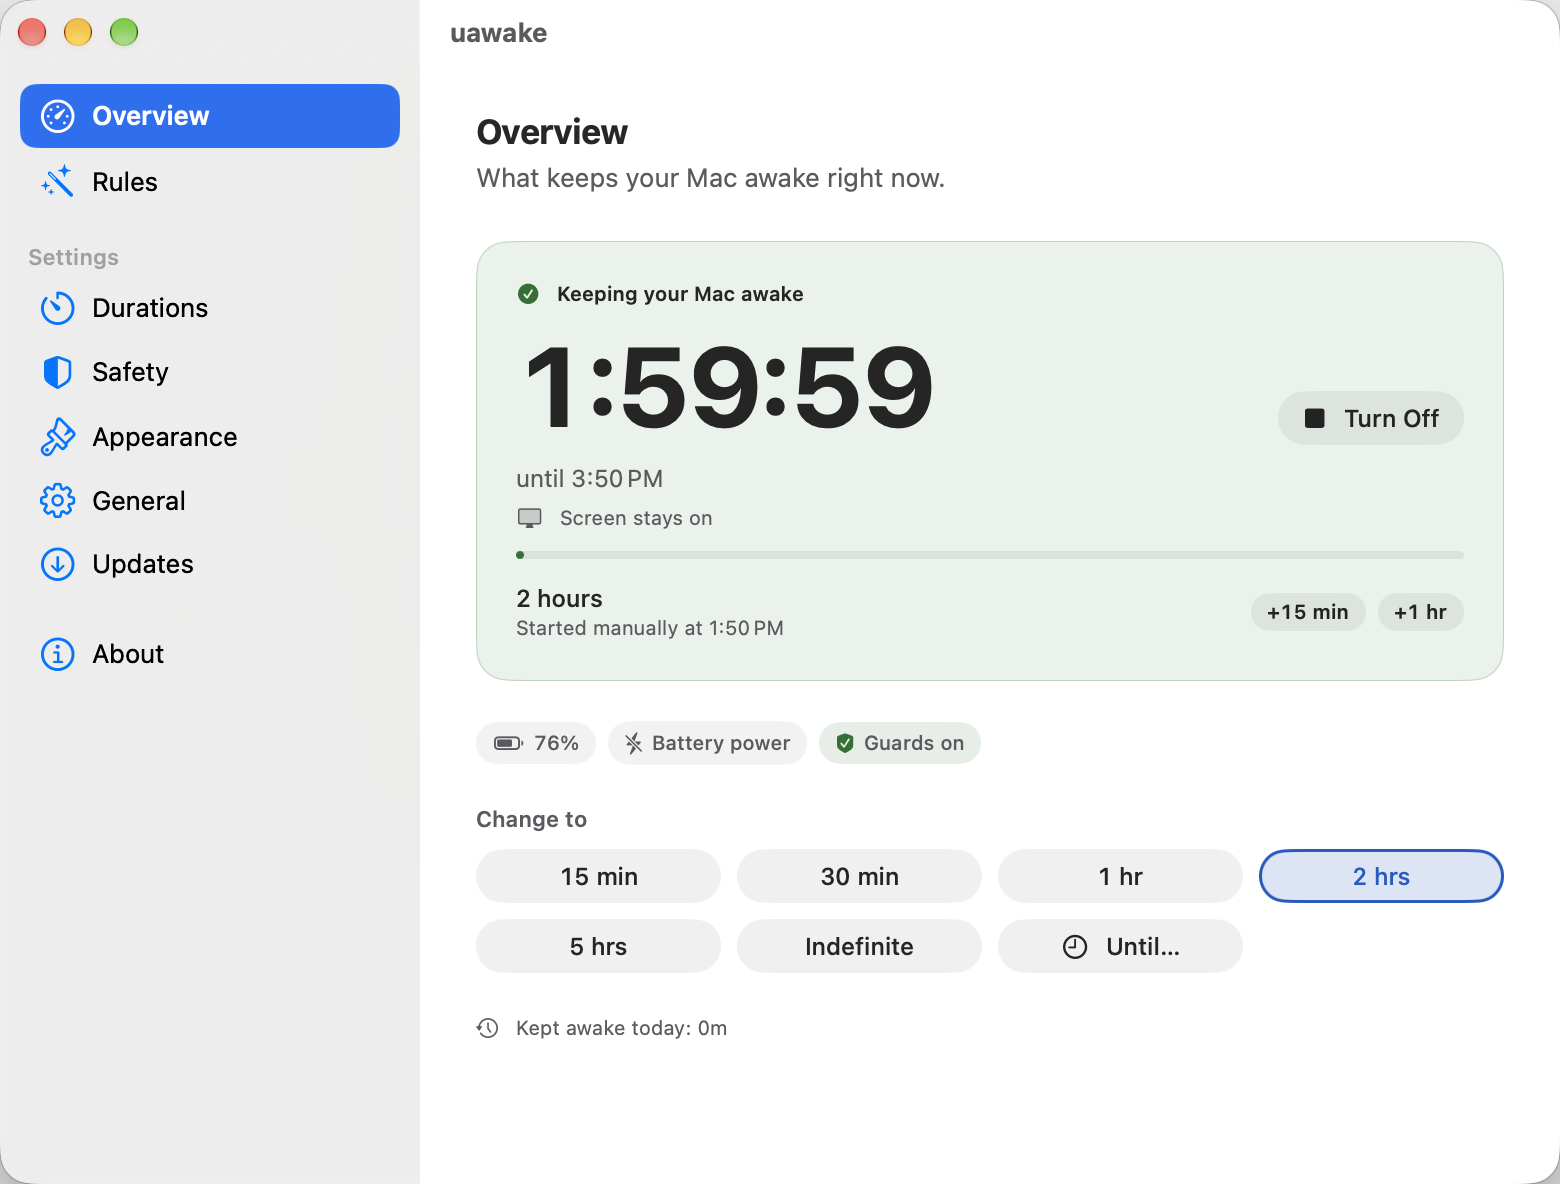 uawake
Overview
Rules
Settings
Durations
Safety
Appearance
General
Updates
About
Overview
What keeps your Mac awake right now.
Keeping your Mac awake
1:59:59
Turn Off
until 3:50 PM
Screen stays on
2 hours
Started manually at 1:50 PM
+15 min
+1 hr
76%
Battery power
Guards on
Change to
15 min
30 min
1 hr
2 hrs
5 hrs
Indefinite
Until...
Kept awake today: 0m